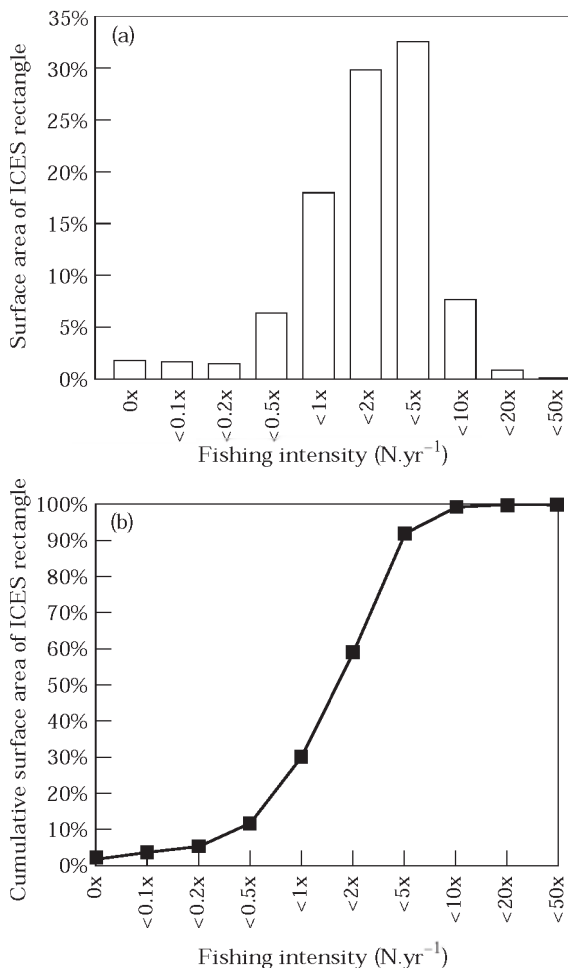 (a)
Surface area of ICES rectangle
35%
30%
25%
20%
15%
10%
5%
0%
0x
<0.1x
<0.2x
<0.5x
<1x
<2x
<5x
<10x
<20x
<50x
Fishing intensity (N.yr⁻¹)
(b)
Cumulative surface area of ICES rectangle
100%
90%
80%
70%
60%
50%
40%
30%
20%
10%
0%
0x
<0.1x
<0.2x
<0.5x
<1x
<2x
<5x
<10x
<20x
<50x
Fishing intensity (N.yr⁻¹)